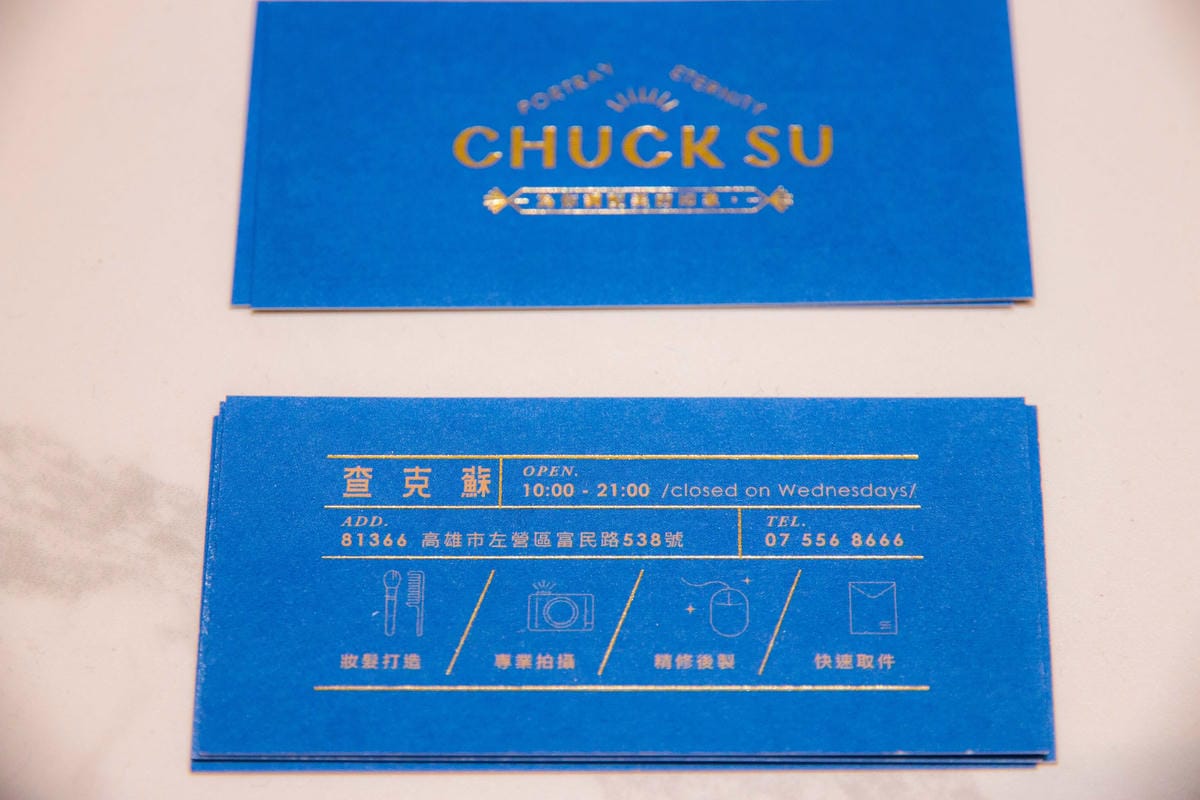 PORTRAY ETERNITY
CHUCK SU
查克蘇
OPEN.
10:00 - 21:00 /closed on Wednesdays/
ADD.
81366 高雄市左營區富民路538號
TEL.
07 556 8666
妝髮打造
專業拍攝
精修後製
快速取件